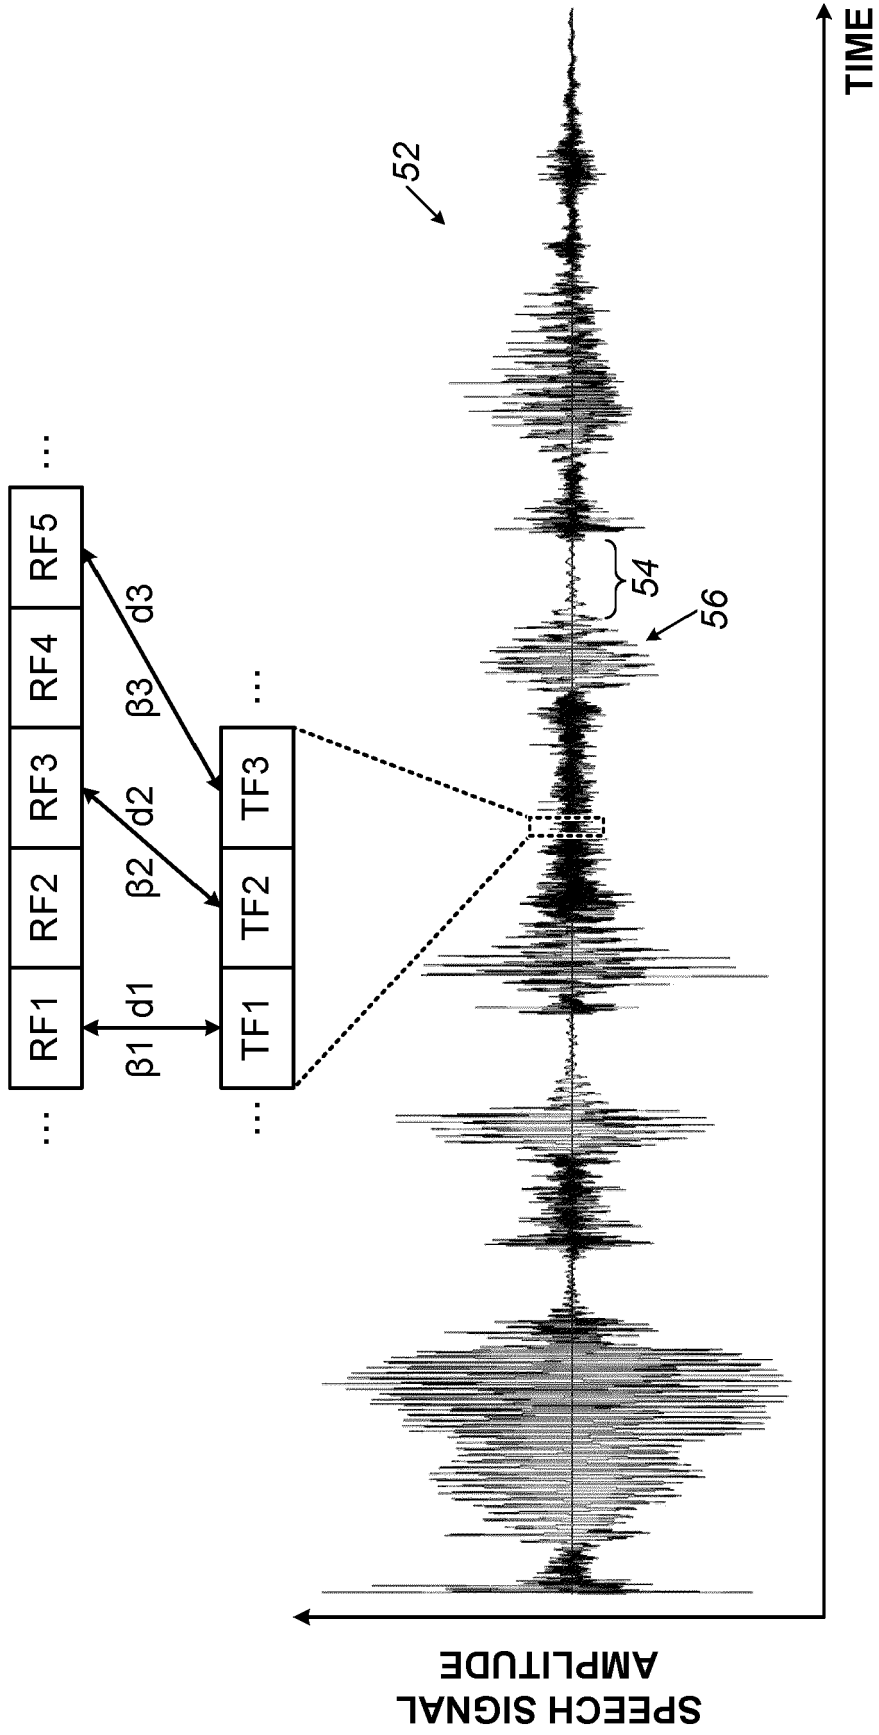 ... RF1 RF2 RF3 RF4 RF5 ...
β1 d1 β2 d2 β3 d3
... TF1 TF2 TF3 ...
52
54
56
SPEECH SIGNAL
AMPLITUDE
TIME